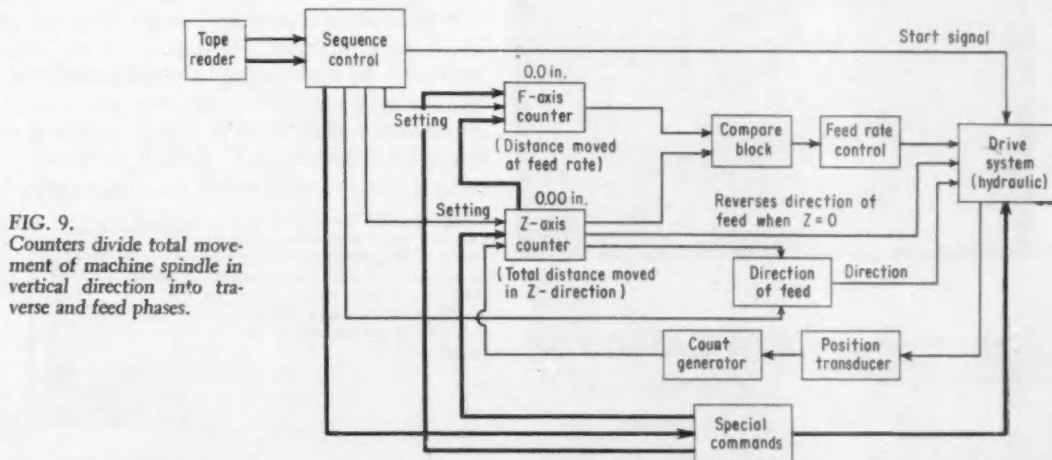 Tape
reader
Sequence
control
Start signal
0.0 in.
F-axis
counter
Setting
(Distance moved
at feed rate)
Compare
block
Feed rate
control
Drive
system
(hydraulic)
0.00 in.
Setting
Z-axis
counter
(Total distance moved
in Z-direction)
Reverses direction of
feed when Z=0
Direction
of feed
Direction
Count
generator
Position
transducer
Special
commands
FIG. 9.
Counters divide total move-
ment of machine spindle in
vertical direction into tra-
verse and feed phases.